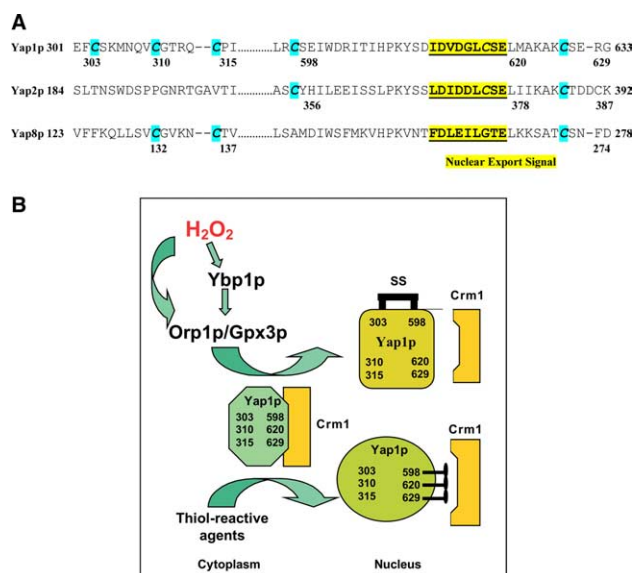 A
Yap1p 301 EFCSKMNQVCGTRQ--CPI............LRCSEIWDRITIHPKYSDIDVDGLCSELMAKAKCSE-RG 633
303 310 315 598 620 629
Yap2p 184 SLTNSWDSPPGNRTGAVTI............ASCYHILEEISSLPKYSSLDIDDLCSELIIKAKCTDDCK 392
356 378 387
Yap8p 123 VFFKQLLSVCGVKN--CTV............LSAMDIWSFMKVHPKVNTFDLEILGTELKKSATCSN-FD 278
132 137 274
Nuclear Export Signal
B
H2O2
Ybp1p
Orp1p/Gpx3p
SS
Crm1
303 598
Yap1p
310 620
315 629
Yap1p
303 598
310 620
315 629
Crm1
Crm1
Yap1p
303 598
310 620
315 629
Thiol-reactive
agents
Cytoplasm Nucleus